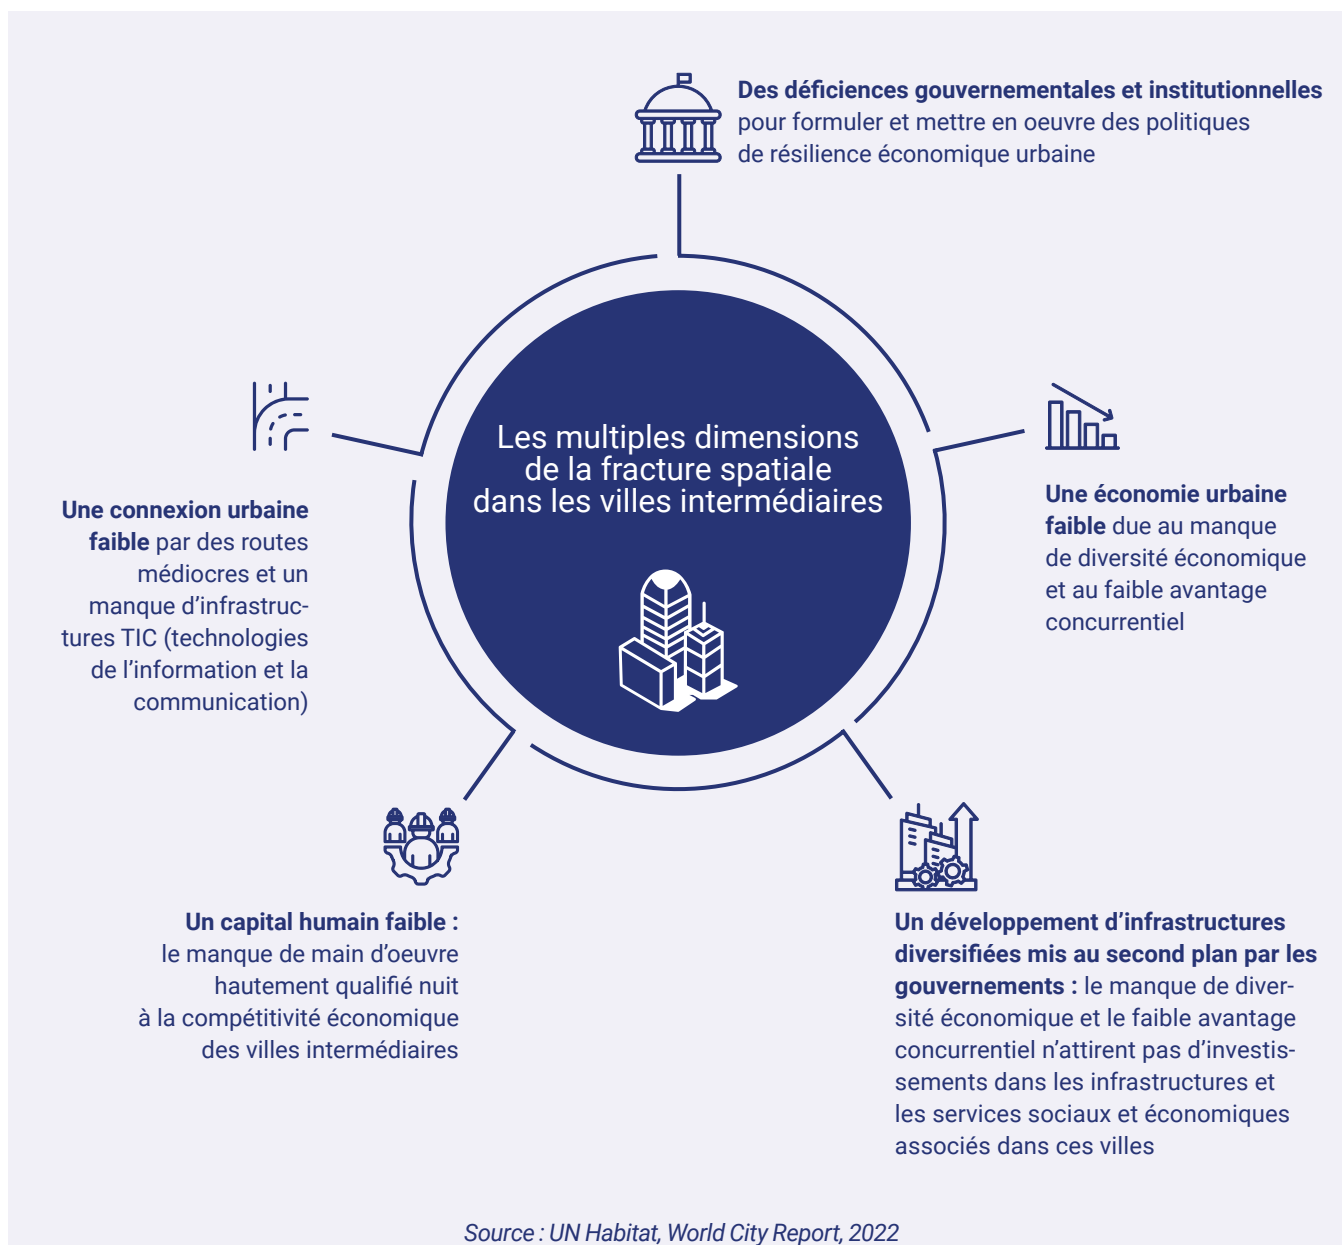 Des déficiences gouvernementales et institutionnelles
pour formuler et mettre en oeuvre des politiques
de résilience économique urbaine
Les multiples dimensions
de la fracture spatiale
dans les villes intermédiaires
Une connexion urbaine
faible par des routes
médiocres et un
manque d’infrastruc-
tures TIC (technologies
de l’information et la
communication)
Une économie urbaine
faible due au manque
de diversité économique
et au faible avantage
concurrentiel
Un capital humain faible :
le manque de main d’oeuvre
hautement qualifié nuit
à la compétitivité économique
des villes intermédiaires
Un développement d’infrastructures
diversifiées mis au second plan par les
gouvernements : le manque de diver-
sité économique et le faible avantage
concurrentiel n’attirent pas d’investis-
sements dans les infrastructures et
les services sociaux et économiques
associés dans ces villes
Source : UN Habitat, World City Report, 2022